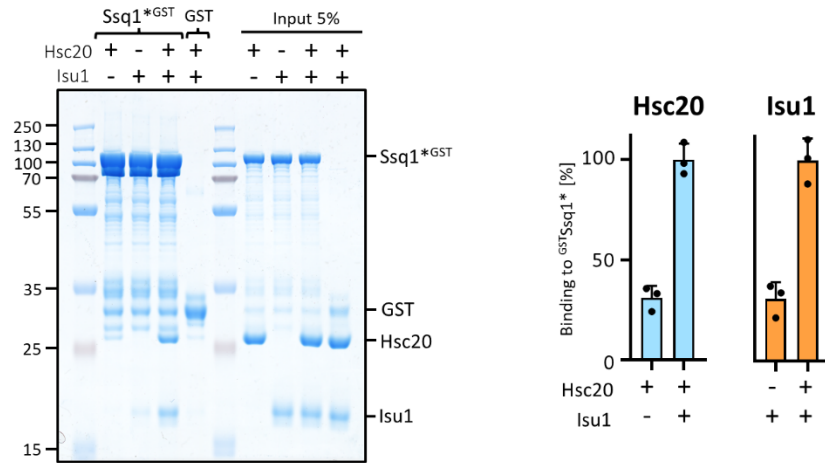 Ssq1*GST GST Input 5%
Hsc20 + - + + + - + +
Isu1 - + + + - + + +
250
130
100
70
55
35
25
15
Ssq1*GST
GST
Hsc20
Isu1
Hsc20 Isu1
Binding to GSTSsq1* [%]
100
50
0
Hsc20 + + - +
Isu1 - + + +